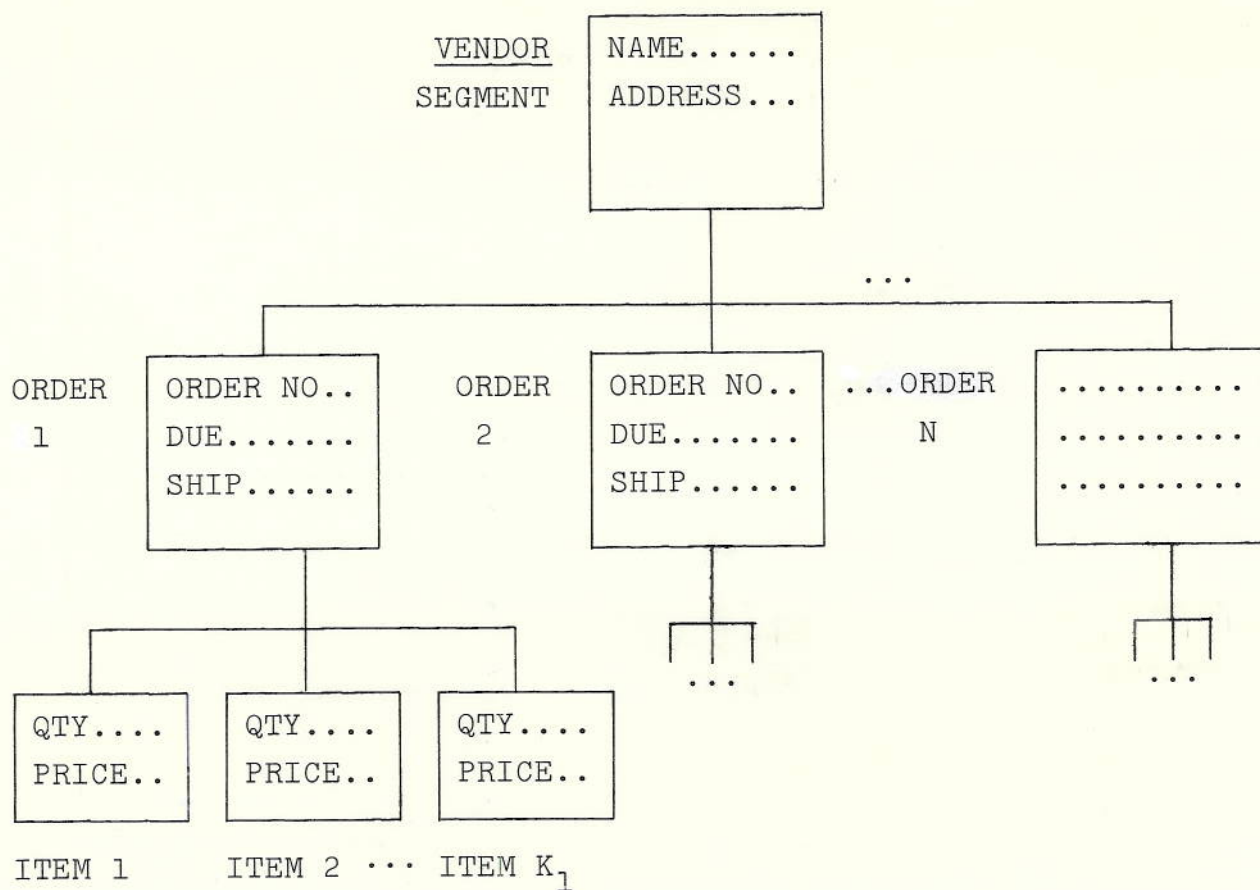 VENDOR
SEGMENT
NAME......
ADDRESS...
...
ORDER
1
ORDER NO..
DUE.......
SHIP......
ORDER
2
ORDER NO..
DUE.......
SHIP......
...ORDER
N
..........
..........
..........
...
...
QTY....
PRICE..
QTY....
PRICE..
QTY....
PRICE..
ITEM 1 ITEM 2 ... ITEM K₁